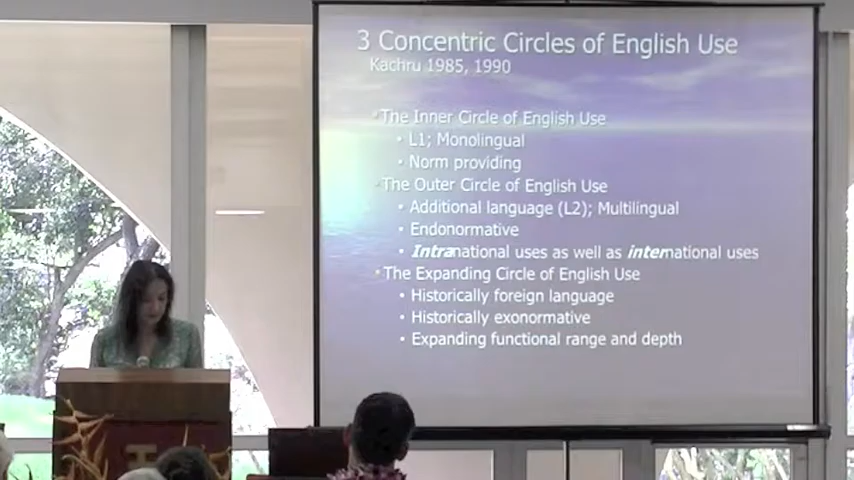 3 Concentric Circles of English Use
Kachru 1985, 1990
• The Inner Circle of English Use
• L1; Monolingual
• Norm providing
• The Outer Circle of English Use
• Additional language (L2); Multilingual
• Endonormative
• Intranational uses as well as international uses
• The Expanding Circle of English Use
• Historically foreign language
• Historically exonormative
• Expanding functional range and depth